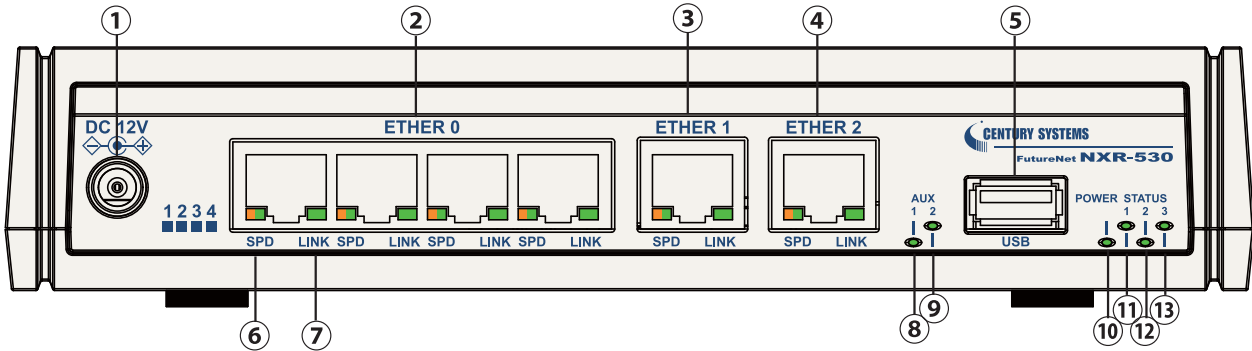 ① ② ③ ④ ⑤
DC 12V
ETHER 0
ETHER 1
ETHER 2
CENTURY SYSTEMS
FutureNet NXR-530
1 2 3 4
SPD LINK SPD LINK SPD LINK SPD LINK
SPD LINK
SPD LINK
AUX
1 2
USB
POWER STATUS
1 2 3
⑥ ⑦ ⑧ ⑨ ⑩ ⑪ ⑫ ⑬